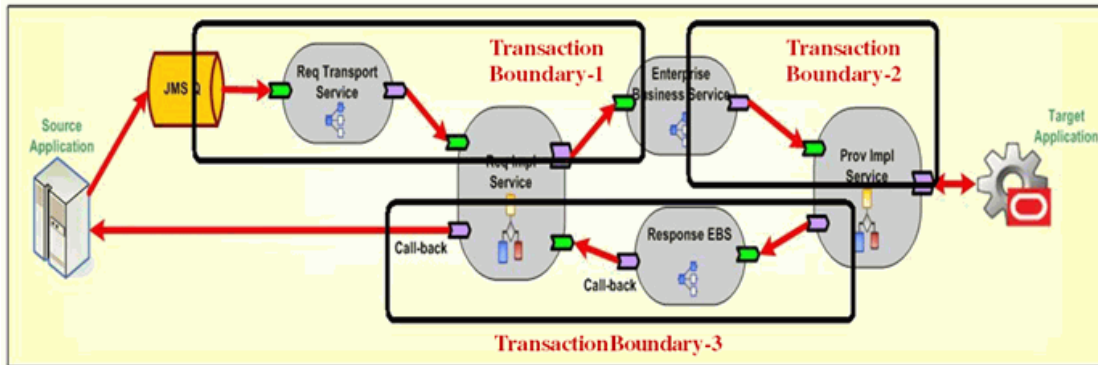 Transaction
Boundary-1
Transaction
Boundary-2
JMS Q
Req Transport
Service
Enterprise
Business Service
Source
Application
Target
Application
Req Impl
Service
Prov Impl
Service
Call-back
Response EBS
Call-back
TransactionBoundary-3